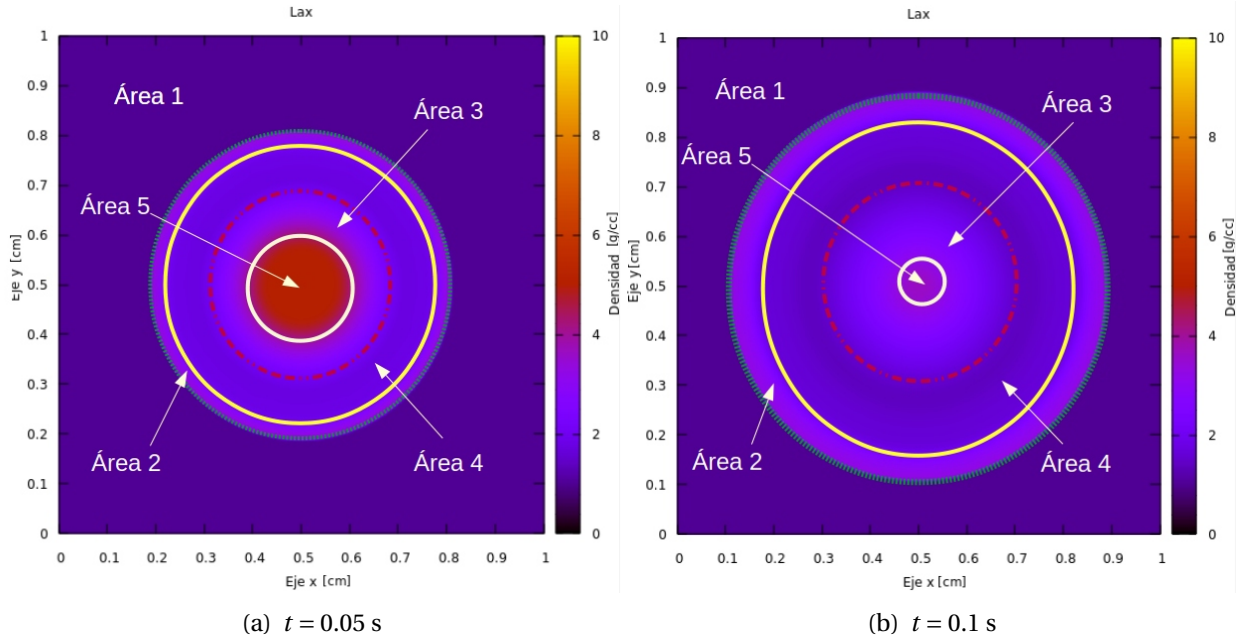 Lax
Área 1
Área 3
Área 5
Área 2
Área 4
1
0.9
0.8
0.7
0.6
0.5
0.4
0.3
0.2
0.1
0
0 0.1 0.2 0.3 0.4 0.5 0.6 0.7 0.8 0.9 1
Eje y [cm]
Eje x [cm]
10
8
6
4
2
0
Densidad [g/cc]
(a) t = 0.05 s
Lax
Área 1
Área 3
Área 5
Área 2
Área 4
1
0.9
0.8
0.7
0.6
0.5
0.4
0.3
0.2
0.1
0
0 0.1 0.2 0.3 0.4 0.5 0.6 0.7 0.8 0.9 1
Eje y [cm]
Eje x [cm]
10
8
6
4
2
0
Densidad [g/cc]
(b) t = 0.1 s